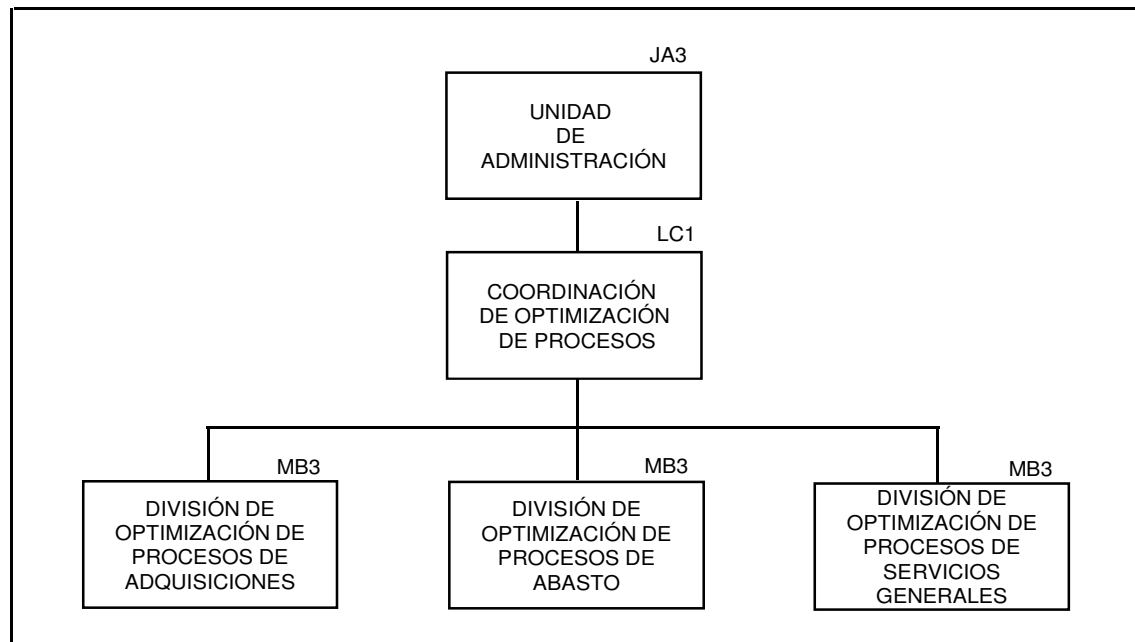 JA3
UNIDAD
DE
ADMINISTRACIÓN
LC1
COORDINACIÓN
DE OPTIMIZACIÓN
DE PROCESOS
MB3
DIVISIÓN DE
OPTIMIZACIÓN DE
PROCESOS DE
ADQUISICIONES
MB3
DIVISIÓN DE
OPTIMIZACIÓN DE
PROCESOS DE
ABASTO
MB3
DIVISIÓN DE
OPTIMIZACIÓN DE
PROCESOS DE
SERVICIOS
GENERALES